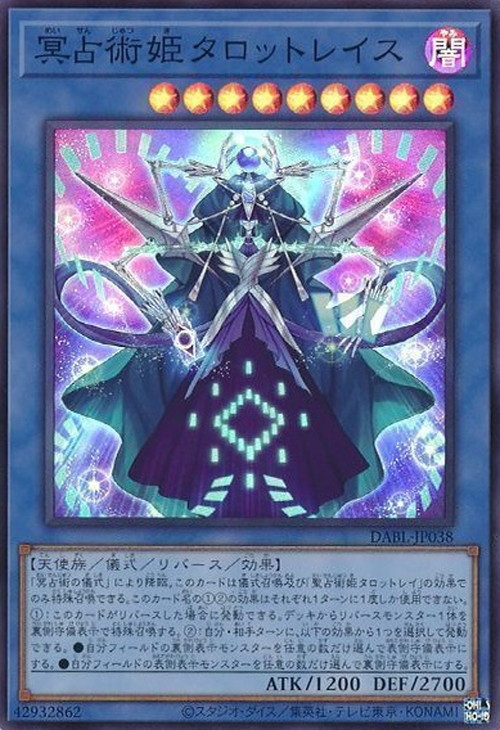 冥占術姫タロットレイス
めい せん じゅつ き
闇
やみ
DABL-JP038
【天使族／儀式／リバース／効果】
「冥占術の儀式」により降臨。このカードは儀式召喚及び「聖占術姫タロットレイ」の効果で
のみ特殊召喚できる。このカード名の①②の効果はそれぞれ1ターンに1度しか使用できない。
①：このカードがリバースした場合に発動できる。デッキからリバースモンスター1体を
裏側守備表示で特殊召喚する。②：自分・相手ターンに、以下の効果から1つを選択して発動
できる。●自分フィールドの裏側表示モンスターを任意の数だけ選んで表側守備表示に
する。●自分フィールドの表側表示モンスターを任意の数だけ選んで裏側守備表示にする。
ATK/1200 DEF/2700
42932862
©スタジオ・ダイス／集英社・テレビ東京・KONAMI